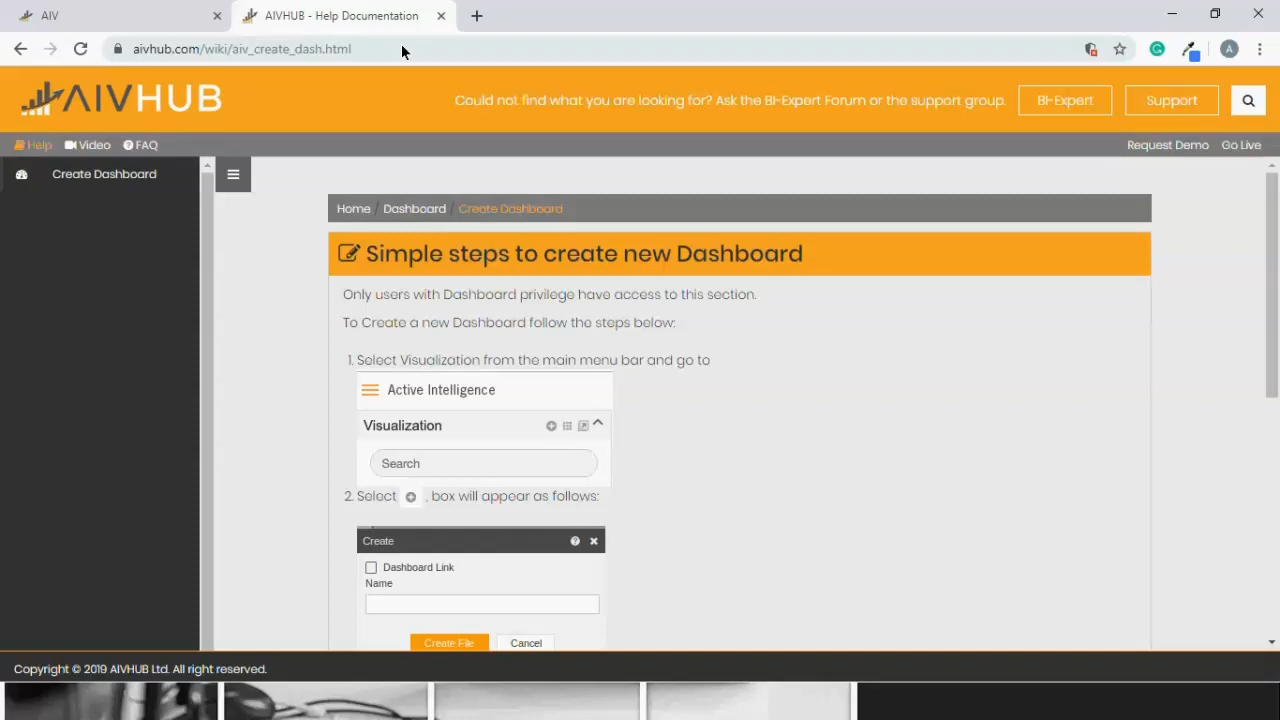 AIV
AIVHUB - Help Documentation
aivhub.com/wiki/aiv_create_dash.html
A
AIVHUB
Could not find what you are looking for? Ask the BI-Expert Forum or the support group.
BI-Expert
Support
Help
Video
FAQ
Request Demo
Go Live
Create Dashboard
Home / Dashboard / Create Dashboard
Simple steps to create new Dashboard
Only users with Dashboard privilege have access to this section.
To Create a new Dashboard follow the steps below:
1. Select Visualization from the main menu bar and go to
Active Intelligence
Visualization
Search
2. Select , box will appear as follows:
Create
Dashboard Link
Name
Create File
Cancel
Copyright © 2019 AIVHUB Ltd. All right reserved.